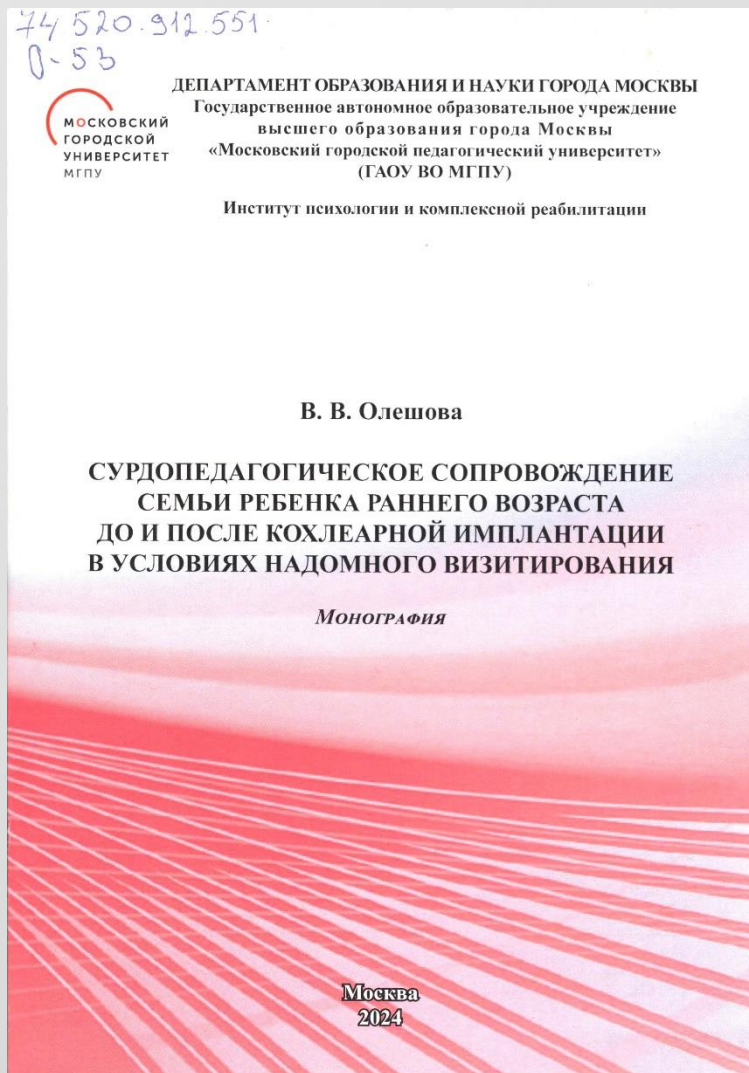 74.520.912.551.
О-53
МОСКОВСКИЙ
ГОРОДСКОЙ
УНИВЕРСИТЕТ
МГПУ
ДЕПАРТАМЕНТ ОБРАЗОВАНИЯ И НАУКИ ГОРОДА МОСКВЫ
Государственное автономное образовательное учреждение
высшего образования города Москвы
«Московский городской педагогический университет»
(ГАОУ ВО МГПУ)
Институт психологии и комплексной реабилитации
В. В. Олешова
СУРДОПЕДАГОГИЧЕСКОЕ СОПРОВОЖДЕНИЕ
СЕМЬИ РЕБЕНКА РАННЕГО ВОЗРАСТА
ДО И ПОСЛЕ КОХЛЕАРНОЙ ИМПЛАНТАЦИИ
В УСЛОВИЯХ НАДОМНОГО ВИЗИТИРОВАНИЯ
Монография
Москва
2024